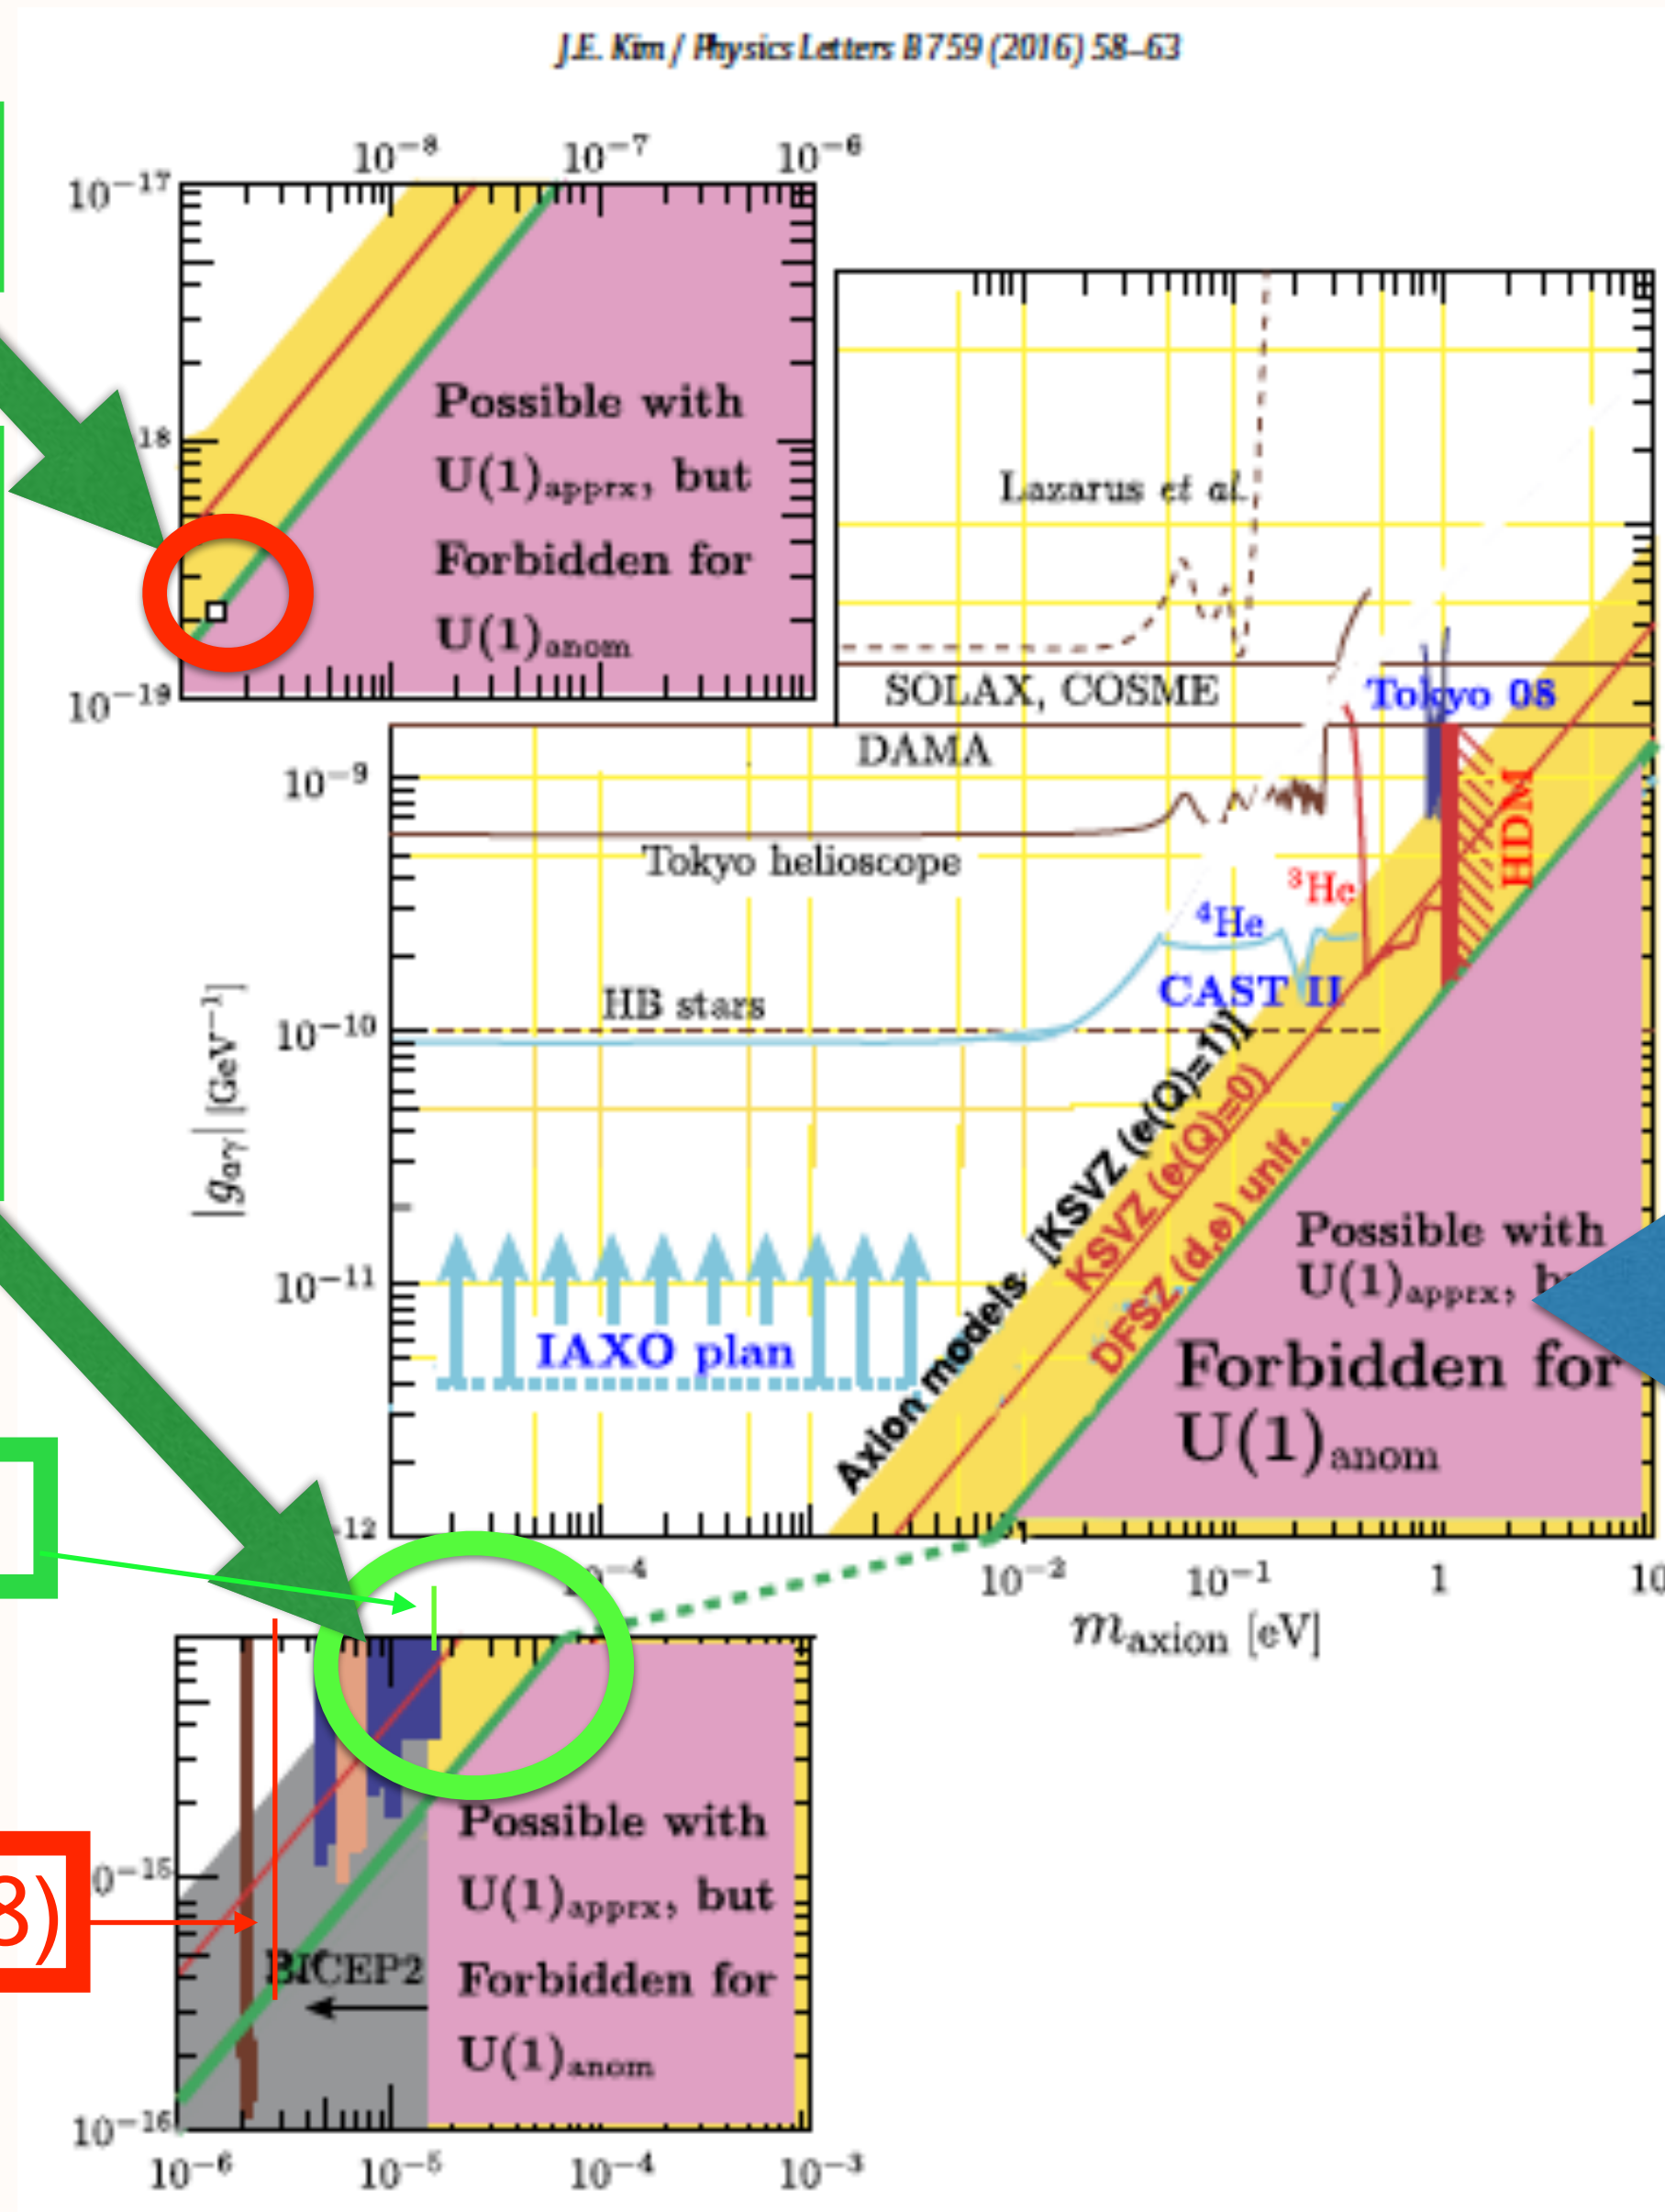 J.E. Kim / Physics Letters B 759 (2016) 58–63
10⁻⁸ 10⁻⁷ 10⁻⁶
10⁻¹⁷
18
10⁻¹⁹
Possible with
U(1)apprx, but
Forbidden for
U(1)anom
Lazarus et al.
SOLAX, COSME
Tokyo 08
DAMA
10⁻⁹
HDM
Tokyo helioscope
³He
⁴He
CAST II
HB stars
10⁻¹⁰
|gaγ| [GeV⁻¹]
Axion models [KSVZ (e(Q)=1)]
KSVZ (e(Q)=0)
DFSZ (d,e) unif.
Possible with
U(1)apprx, b
10⁻¹¹
IAXO plan
Forbidden for
U(1)anom
12
0⁻⁴ 10⁻² 10⁻¹ 1 10
maxion [eV]
Possible with
0⁻¹⁵
U(1)apprx, but
8)
BICEP2
Forbidden for
U(1)anom
10⁻¹⁶
10⁻⁶ 10⁻⁵ 10⁻⁴ 10⁻³